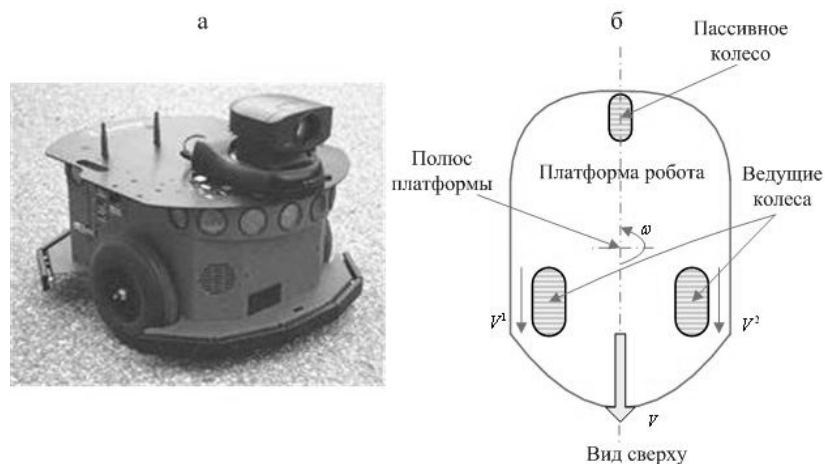 а
б
Пассивное
колесо
Полюс
платформы
Платформа робота
Ведущие
колеса
ω
V¹
V²
V
Вид сверху